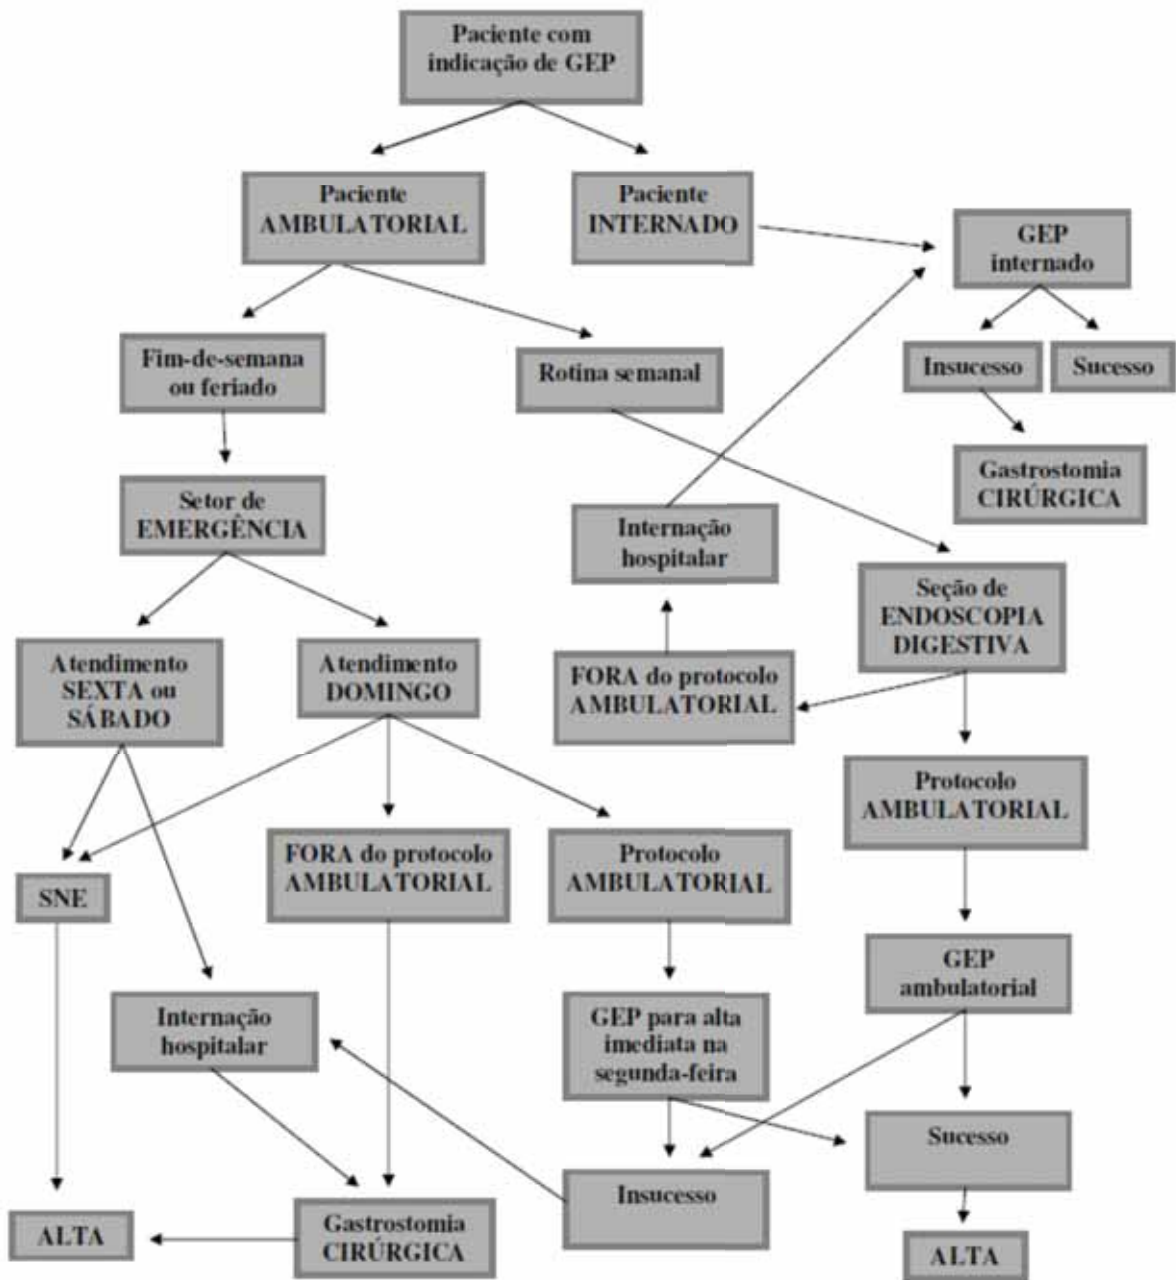 Paciente com
indicação de GEP
Paciente
AMBULATORIAL
Paciente
INTERNADO
GEP
internado
Fim-de-semana
ou feriado
Rotina semanal
Insucesso
Sucesso
Setor de
EMERGÊNCIA
Gastrostomia
CIRÚRGICA
Internação
hospitalar
Seção de
ENDOSCOPIA
DIGESTIVA
Atendimento
SEXTA ou
SÁBADO
Atendimento
DOMINGO
FORA do protocolo
AMBULATORIAL
Protocolo
AMBULATORIAL
FORA do protocolo
AMBULATORIAL
Protocolo
AMBULATORIAL
SNE
GEP
ambulatorial
Internação
hospitalar
GEP para alta
imediata na
segunda-feira
Sucesso
Insucesso
ALTA
Gastrostomia
CIRÚRGICA
ALTA